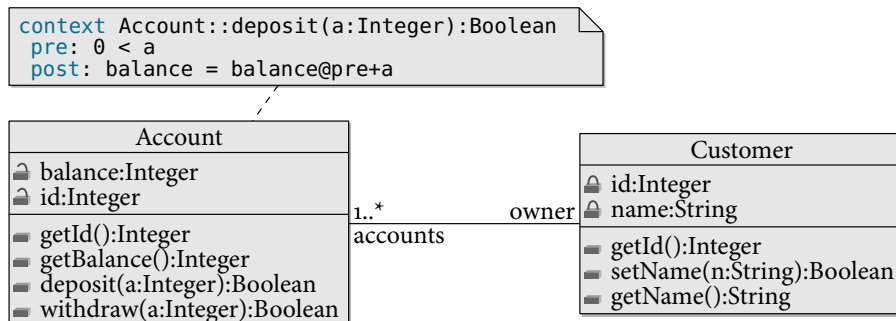 context Account::deposit(a:Integer):Boolean
pre: 0 < a
post: balance = balance@pre+a
Account
balance:Integer
id:Integer
getId():Integer
getBalance():Integer
deposit(a:Integer):Boolean
withdraw(a:Integer):Boolean
1..*
accounts
owner
Customer
id:Integer
name:String
getId():Integer
setName(n:String):Boolean
getName():String